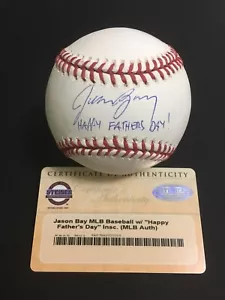 Jason Bay
HAPPY FATHERS DAY!
CERTIFICATE OF AUTHENTICITY
STEINER
Jason Bay MLB Baseball w/ "Happy
Father's Day" Insc. (MLB Auth)